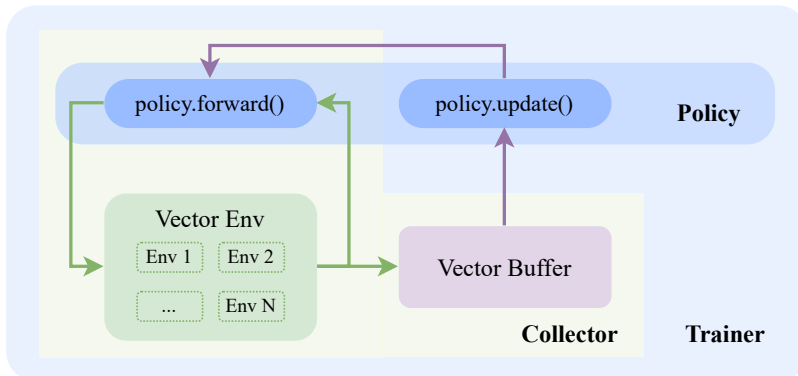 policy.forward()
policy.update()
Policy
Vector Env
Env 1
Env 2
...
Env N
Vector Buffer
Collector
Trainer